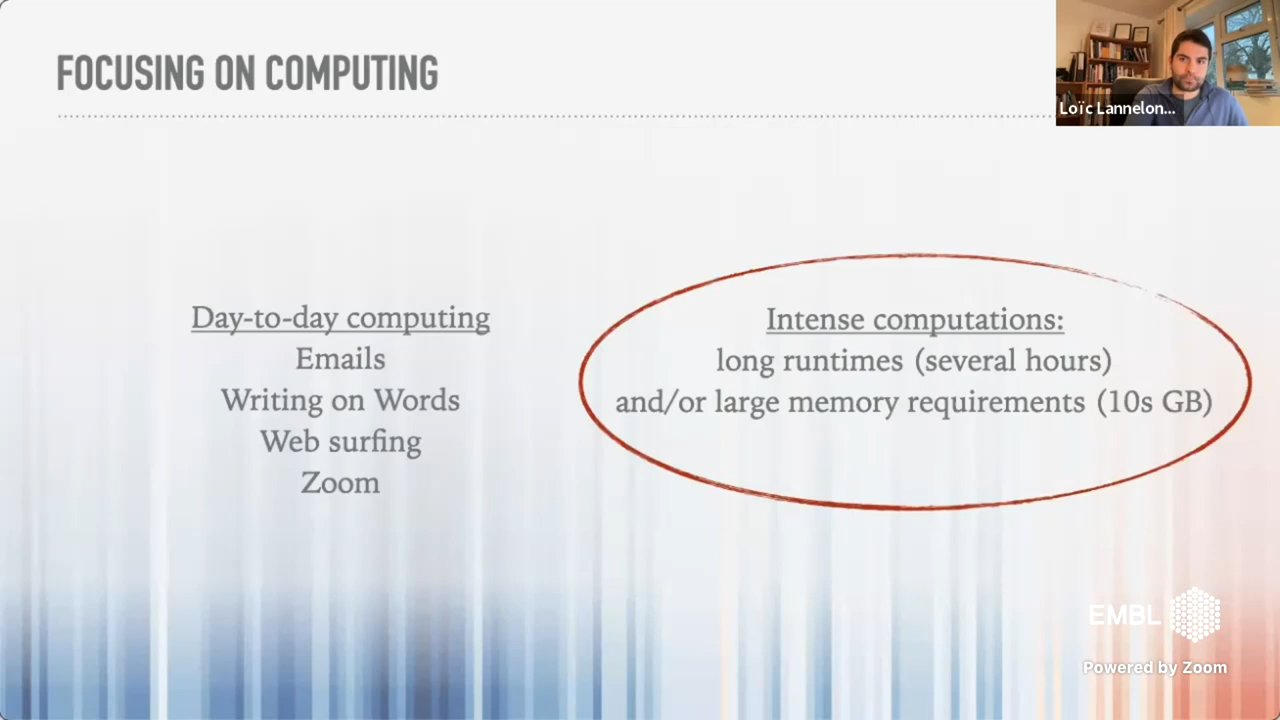 FOCUSING ON COMPUTING
Loïc Lannelon...
Day-to-day computing
Emails
Writing on Words
Web surfing
Zoom
Intense computations:
long runtimes (several hours)
and/or large memory requirements (10s GB)
EMBL
Powered by Zoom